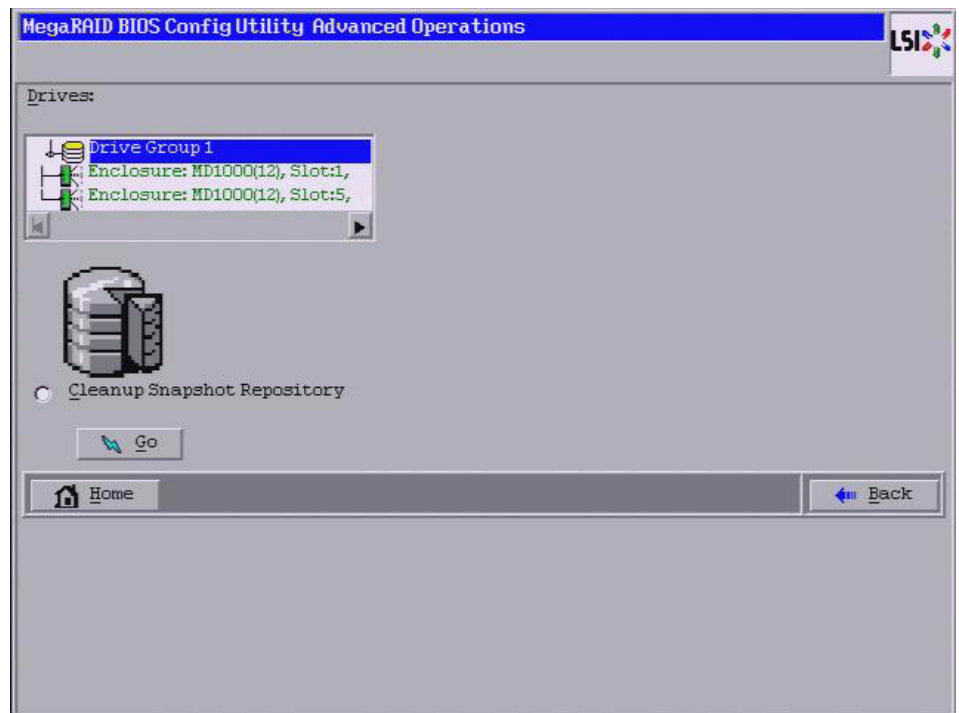 MegaRAID BIOS Config Utility Advanced Operations
LSI
Drives:
Drive Group 1
Enclosure: MD1000(12), Slot:1,
Enclosure: MD1000(12), Slot:5,
Cleanup Snapshot Repository
Go
Home
Back